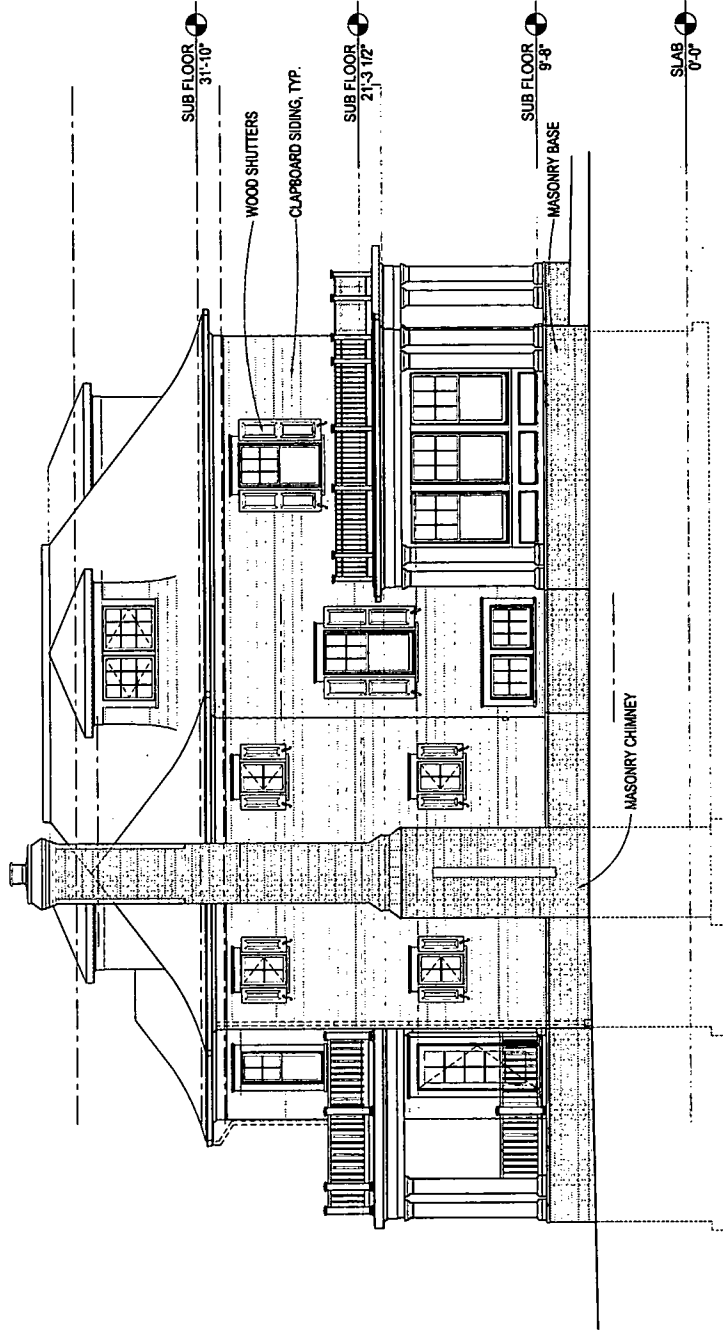 SUB FLOOR
31'-10"
WOOD SHUTTERS
CLAPBOARD SIDING, TYP.
SUB FLOOR
21'-3 1/2"
SUB FLOOR
9'-8"
MASONRY BASE
MASONRY CHIMNEY
SLAB
0'-0"